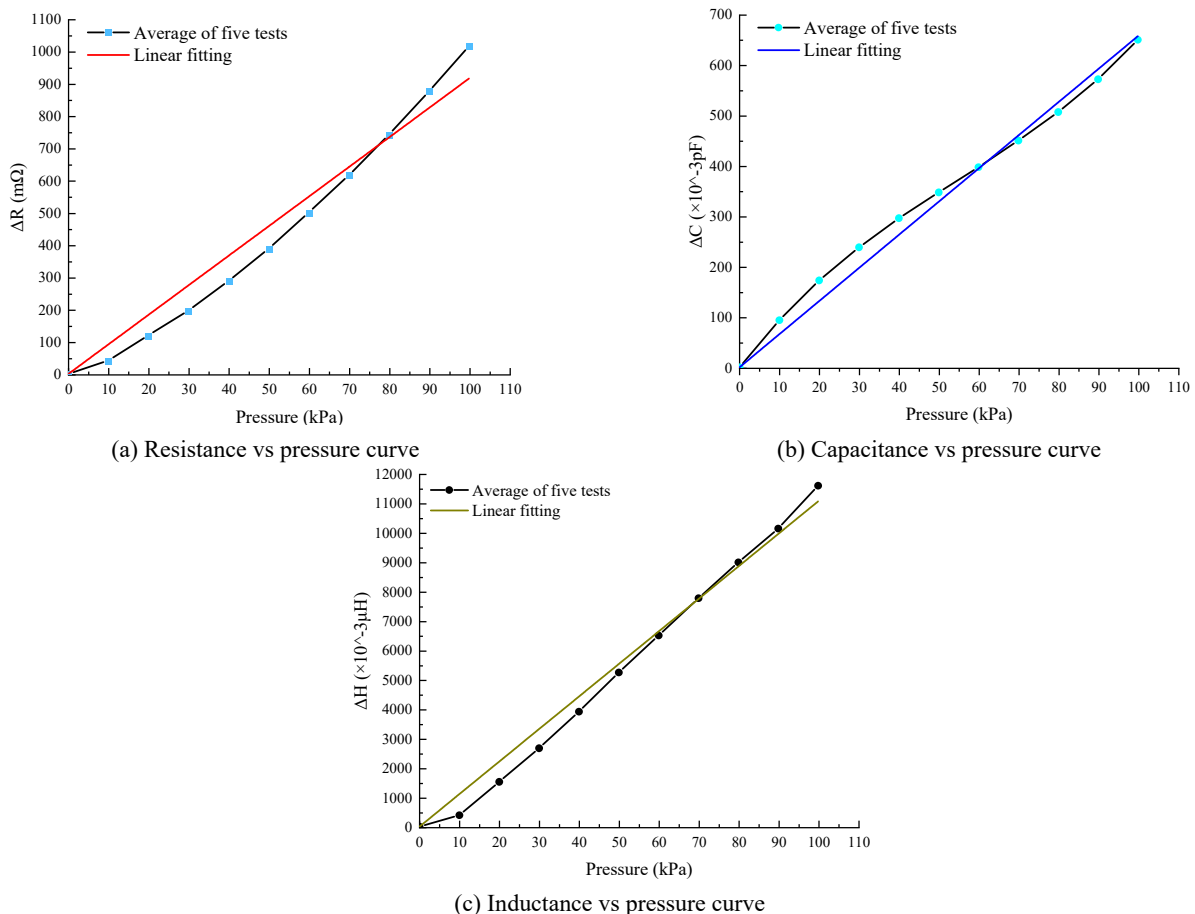 1100
1000
900
800
700
600
500
400
300
200
100
0
ΔR (mΩ)
Average of five tests
Linear fitting
0 10 20 30 40 50 60 70 80 90 100 110
Pressure (kPa)
(a) Resistance vs pressure curve
700
600
500
400
300
200
100
0
ΔC (×10^-3pF)
Average of five tests
Linear fitting
0 10 20 30 40 50 60 70 80 90 100 110
Pressure (kPa)
(b) Capacitance vs pressure curve
12000
11000
10000
9000
8000
7000
6000
5000
4000
3000
2000
1000
0
ΔH (×10^-3μH)
Average of five tests
Linear fitting
0 10 20 30 40 50 60 70 80 90 100 110
Pressure (kPa)
(c) Inductance vs pressure curve